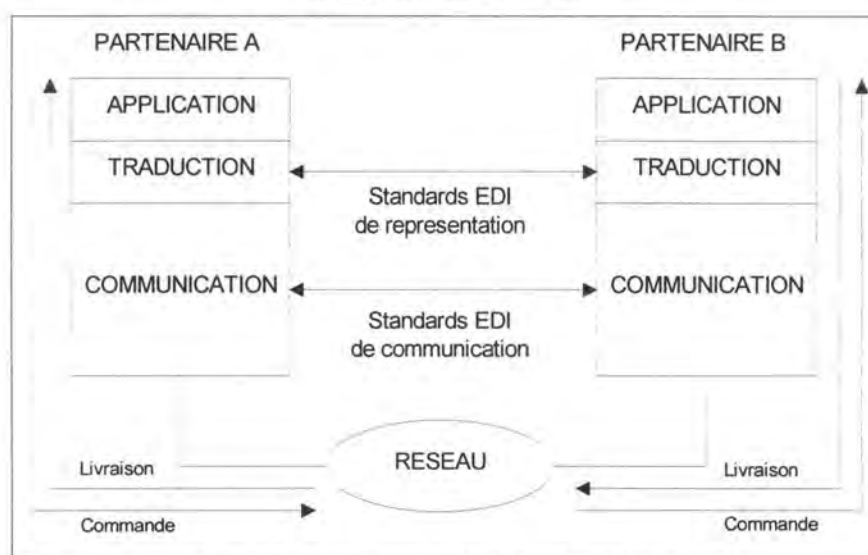 PARTENAIRE A
PARTENAIRE B
APPLICATION
APPLICATION
TRADUCTION
TRADUCTION
Standards EDI
de representation
COMMUNICATION
COMMUNICATION
Standards EDI
de communication
RESEAU
Livraison
Livraison
Commande
Commande